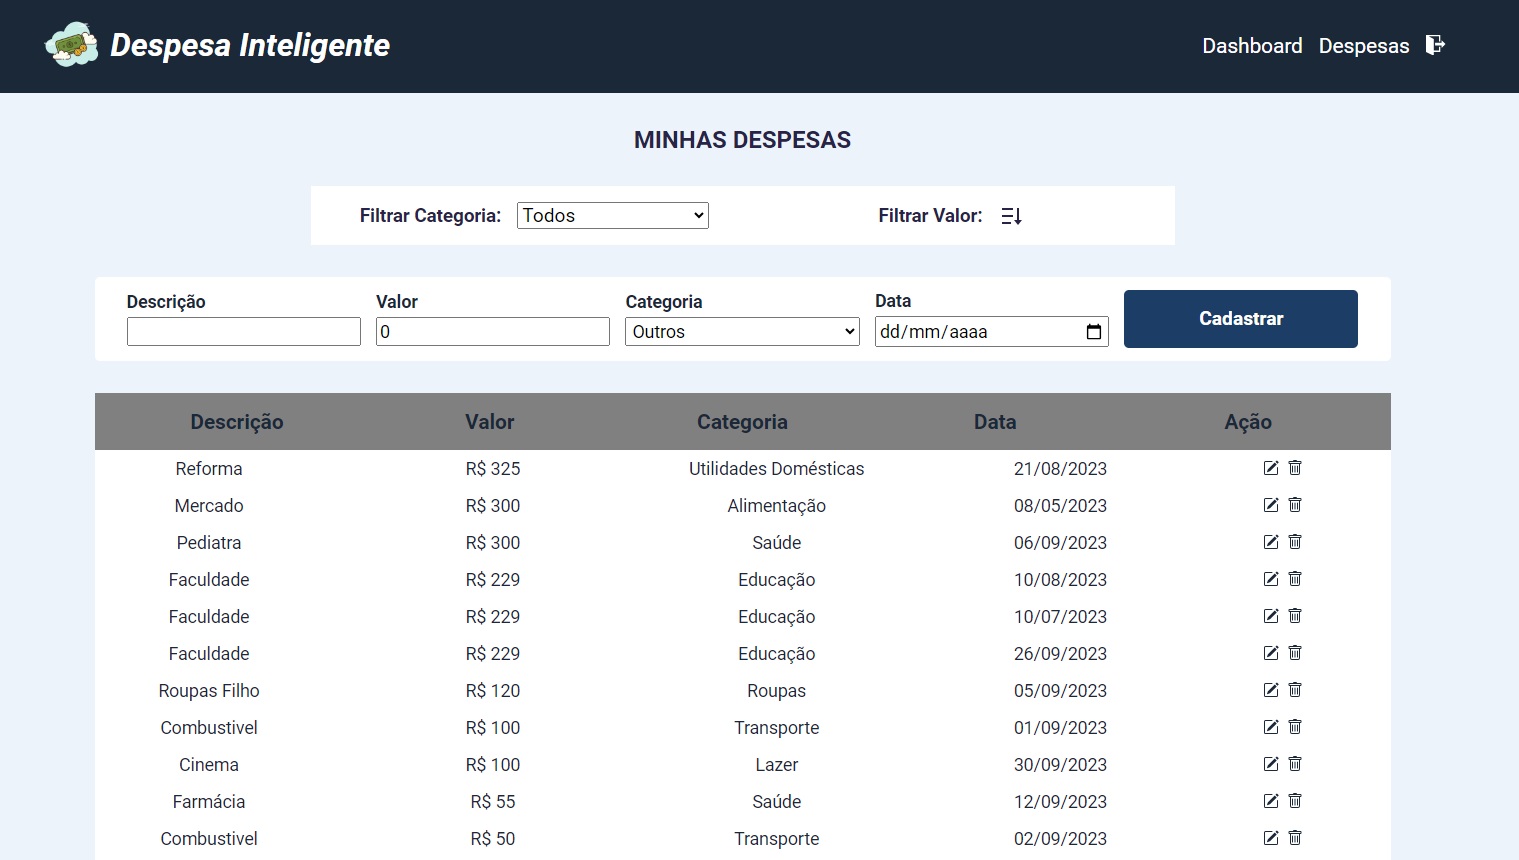 Despesa Inteligente
Dashboard Despesas
MINHAS DESPESAS
Filtrar Categoria: Todos Filtrar Valor:
Descrição Valor Categoria Data
0 Outros dd/mm/aaaa Cadastrar
Descrição Valor Categoria Data Ação
Reforma R$ 325 Utilidades Domésticas 21/08/2023
Mercado R$ 300 Alimentação 08/05/2023
Pediatra R$ 300 Saúde 06/09/2023
Faculdade R$ 229 Educação 10/08/2023
Faculdade R$ 229 Educação 10/07/2023
Faculdade R$ 229 Educação 26/09/2023
Roupas Filho R$ 120 Roupas 05/09/2023
Combustivel R$ 100 Transporte 01/09/2023
Cinema R$ 100 Lazer 30/09/2023
Farmácia R$ 55 Saúde 12/09/2023
Combustivel R$ 50 Transporte 02/09/2023